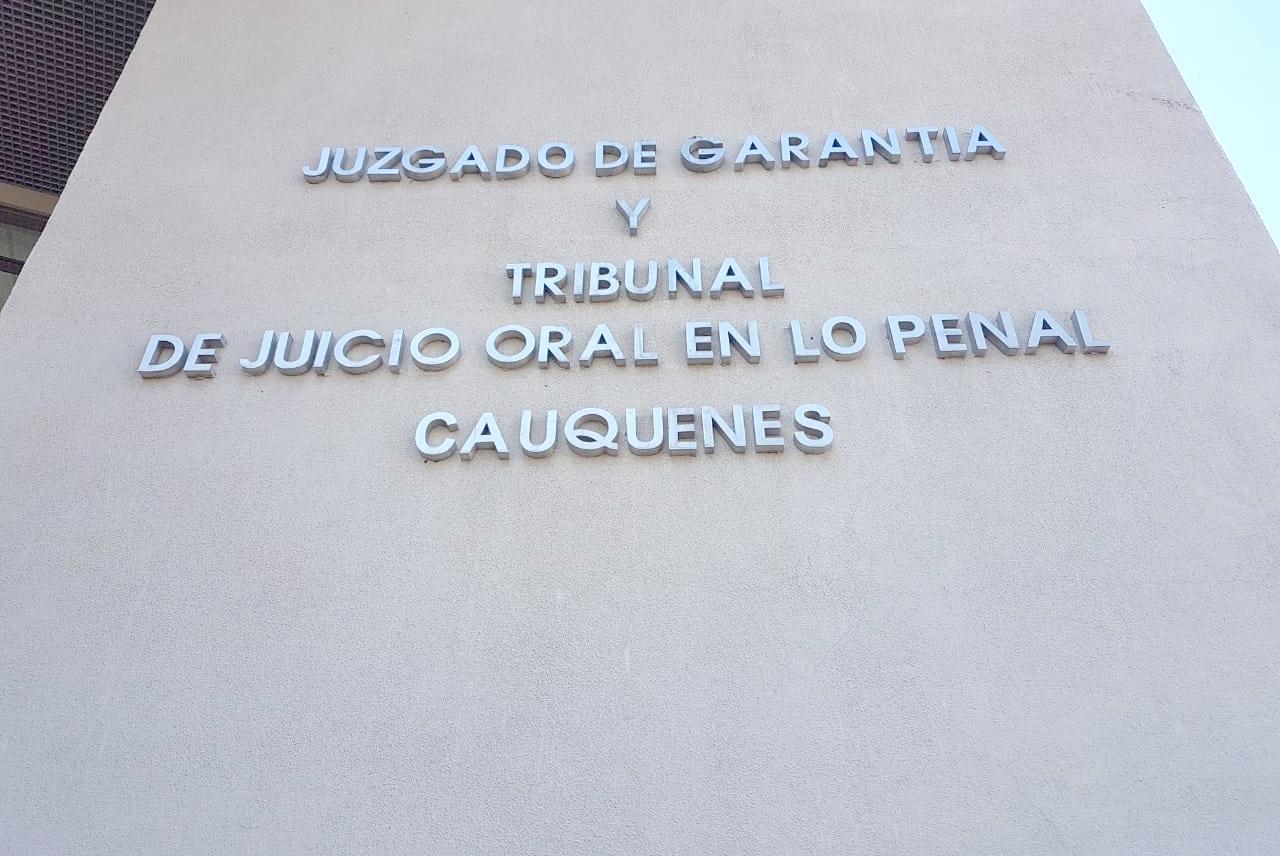 JUZGADO DE GARANTIA
Y
TRIBUNAL
DE JUICIO ORAL EN LO PENAL
CAUQUENES